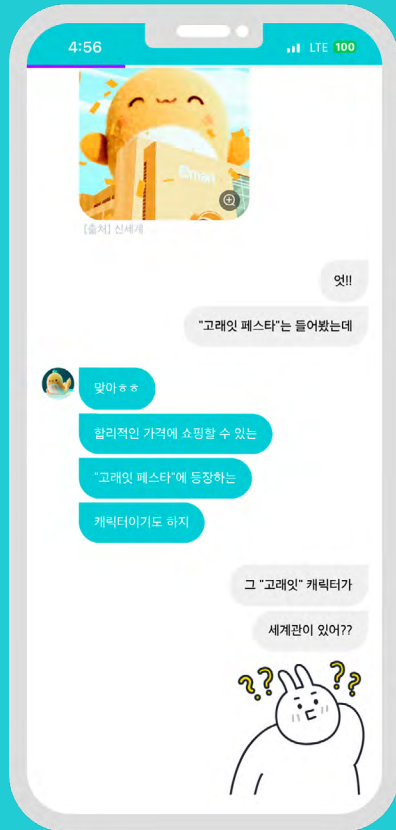 4:56
LTE 100
Emart
[출처] 신세계
엇!!
"고래잇 페스타"는 들어봤는데
맞아ㅎㅎ
합리적인 가격에 쇼핑할 수 있는
"고래잇 페스타"에 등장하는
캐릭터이기도 하지
그 "고래잇" 캐릭터가
세계관이 있어??
????